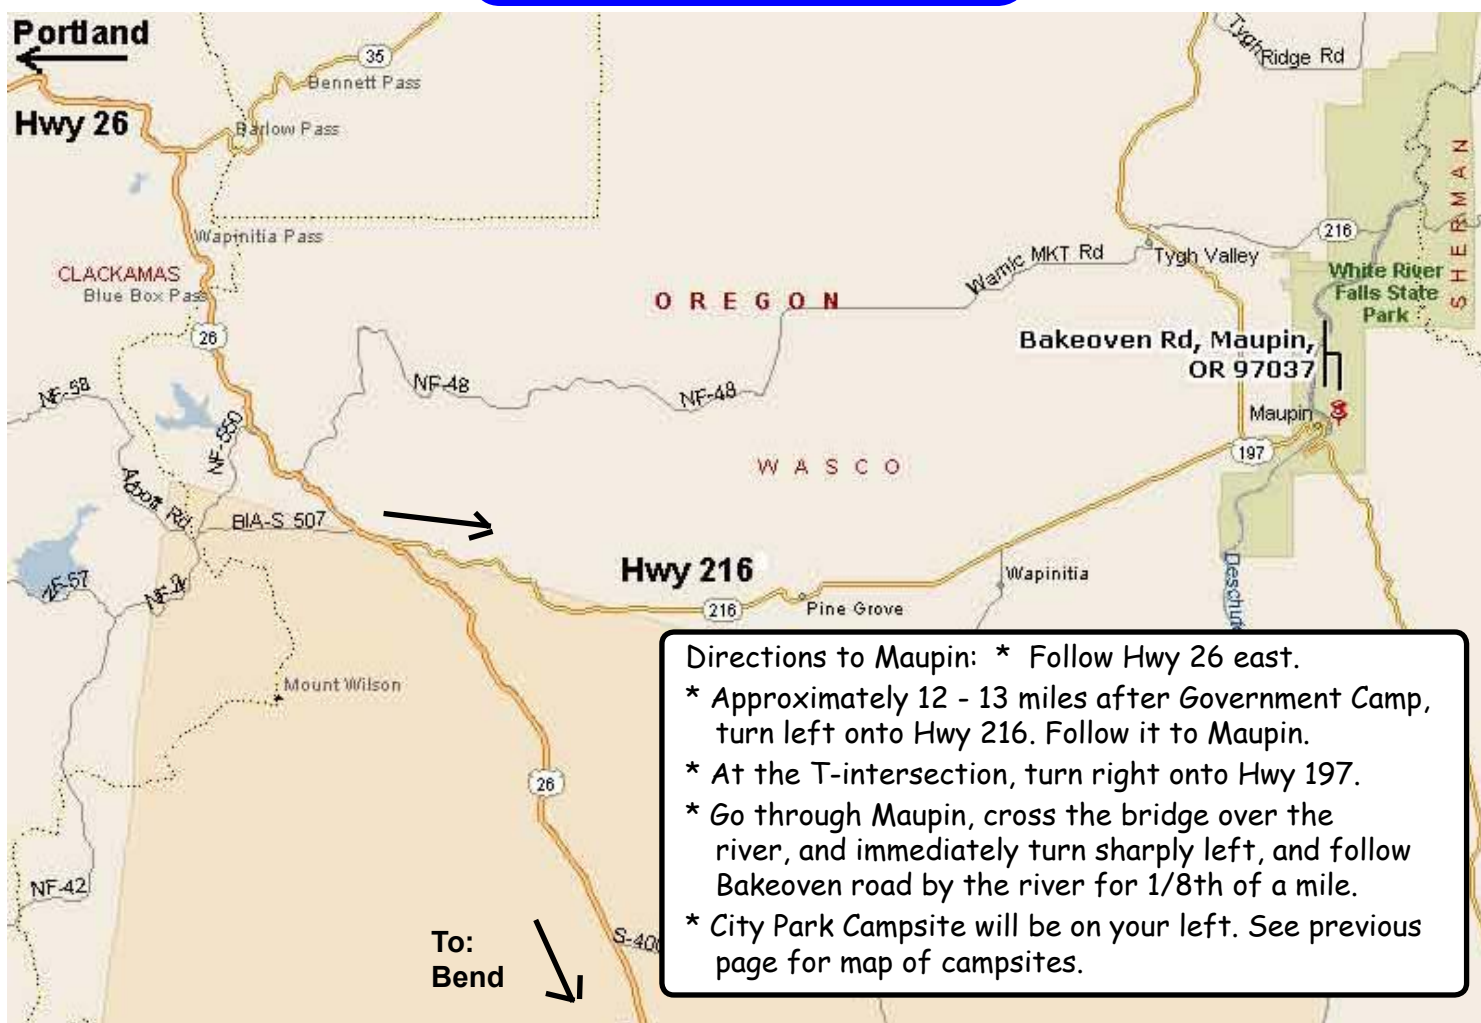 Portland
35
Bennett Pass
Tygh
Ridge Rd
Hwy 26
Barlow Pass
SHERMAN
Wapinitia Pass
216
MKT Rd
Wamic
Tygh Valley
CLACKAMAS
Blue Box Pass
White River
Falls State
Park
OREGON
26
Bakeoven Rd, Maupin,
OR 97037
NF-58
NF-48
NF-48
Maupin
NF-550
197
WASCO
Abbott Rd
BIA-S 507
Hwy 216
Wapinitia
NF-57
NF-2
216
Pine Grove
Deschut
Mount Wilson
Directions to Maupin: * Follow Hwy 26 east.
* Approximately 12 - 13 miles after Government Camp,
turn left onto Hwy 216. Follow it to Maupin.
* At the T-intersection, turn right onto Hwy 197.
* Go through Maupin, cross the bridge over the
river, and immediately turn sharply left, and follow
Bakeoven road by the river for 1/8th of a mile.
* City Park Campsite will be on your left. See previous
page for map of campsites.
26
NF-42
To:
Bend
S-400